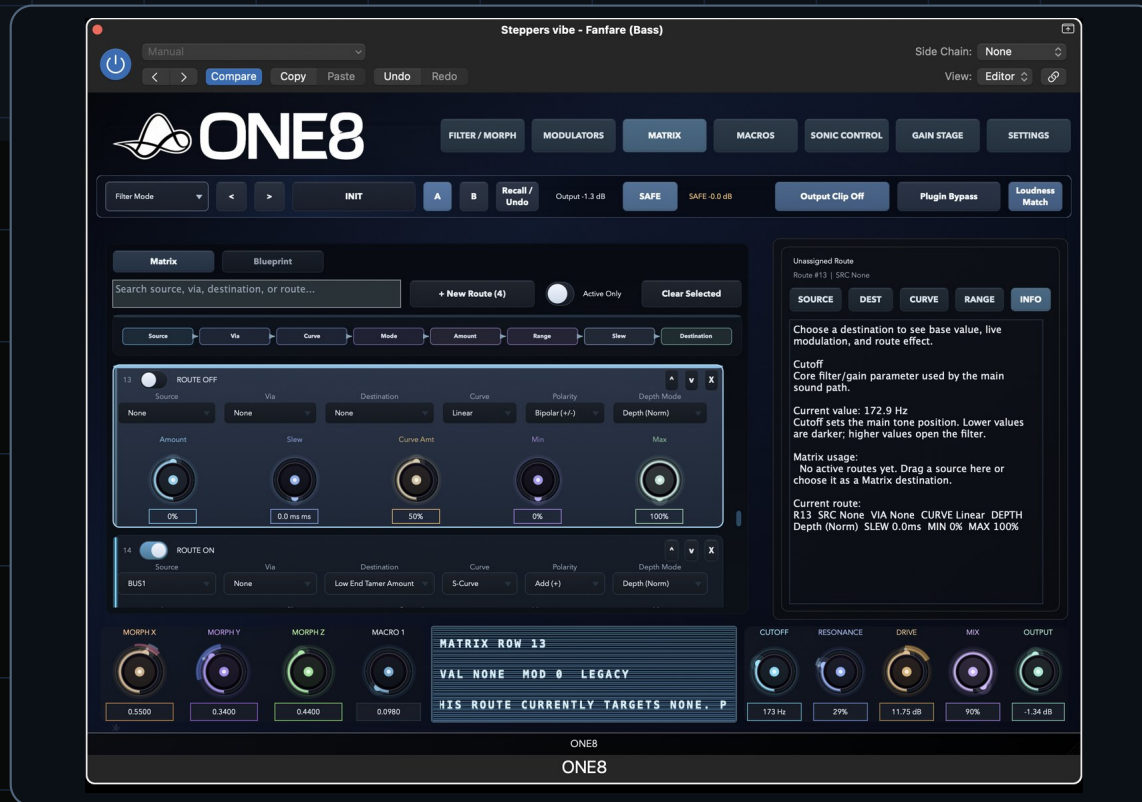 Steppers vibe - Fanfare (Bass)
Manual
Side Chain: None
Compare Copy Paste Undo Redo
View: Editor
ONE8
FILTER / MORPH MODULATORS MATRIX MACROS SONIC CONTROL GAIN STAGE SETTINGS
Filter Mode < > INIT A B Recall / Undo Output -1.3 dB SAFE SAFE -0.0 dB Output Clip Off Plugin Bypass Loudness Match
Matrix Blueprint
Search source, via, destination, or route...
+ New Route (4) Active Only Clear Selected
Source Via Curve Mode Amount Range Slew Destination
13 ROUTE OFF ^ v X
Source Via Destination Curve Polarity Depth Mode
None None None Linear Bipolar (+/-) Depth (Norm)
Amount Slew Curve Amt Min Max
0% 0.0 ms ms 50% 0% 100%
14 ROUTE ON ^ v X
Source Via Destination Curve Polarity Depth Mode
BUS1 None Low End Tamer Amount S-Curve Add (+) Depth (Norm)
Unassigned Route
Route #13 | SRC None
SOURCE DEST CURVE RANGE INFO
Choose a destination to see base value, live
modulation, and route effect.
Cutoff
Core filter/gain parameter used by the main
sound path.
Current value: 172.9 Hz
Cutoff sets the main tone position. Lower values
are darker; higher values open the filter.
Matrix usage:
No active routes yet. Drag a source here or
choose it as a Matrix destination.
Current route:
R13 SRC None VIA None CURVE Linear DEPTH
Depth (Norm) SLEW 0.0ms MIN 0% MAX 100%
MORPH X MORPH Y MORPH Z MACRO 1
0.5500 0.3400 0.4400 0.0980
MATRIX ROW 13
VAL NONE MOD 0 LEGACY
HIS ROUTE CURRENTLY TARGETS NONE. P
CUTOFF RESONANCE DRIVE MIX OUTPUT
173 Hz 29% 11.75 dB 90% -1.34 dB
ONE8
ONE8